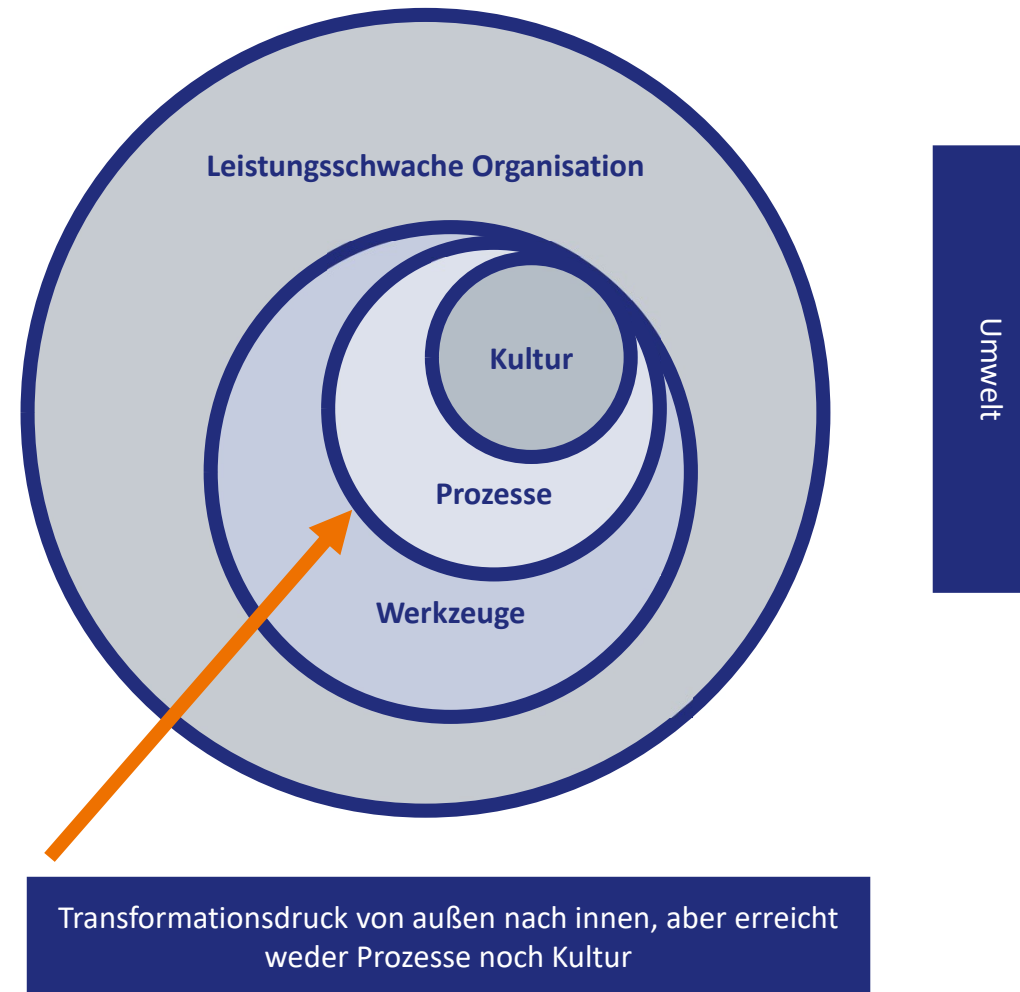 Leistungsschwache Organisation
Kultur
Prozesse
Werkzeuge
Umwelt
Transformationsdruck von außen nach innen, aber erreicht
weder Prozesse noch Kultur